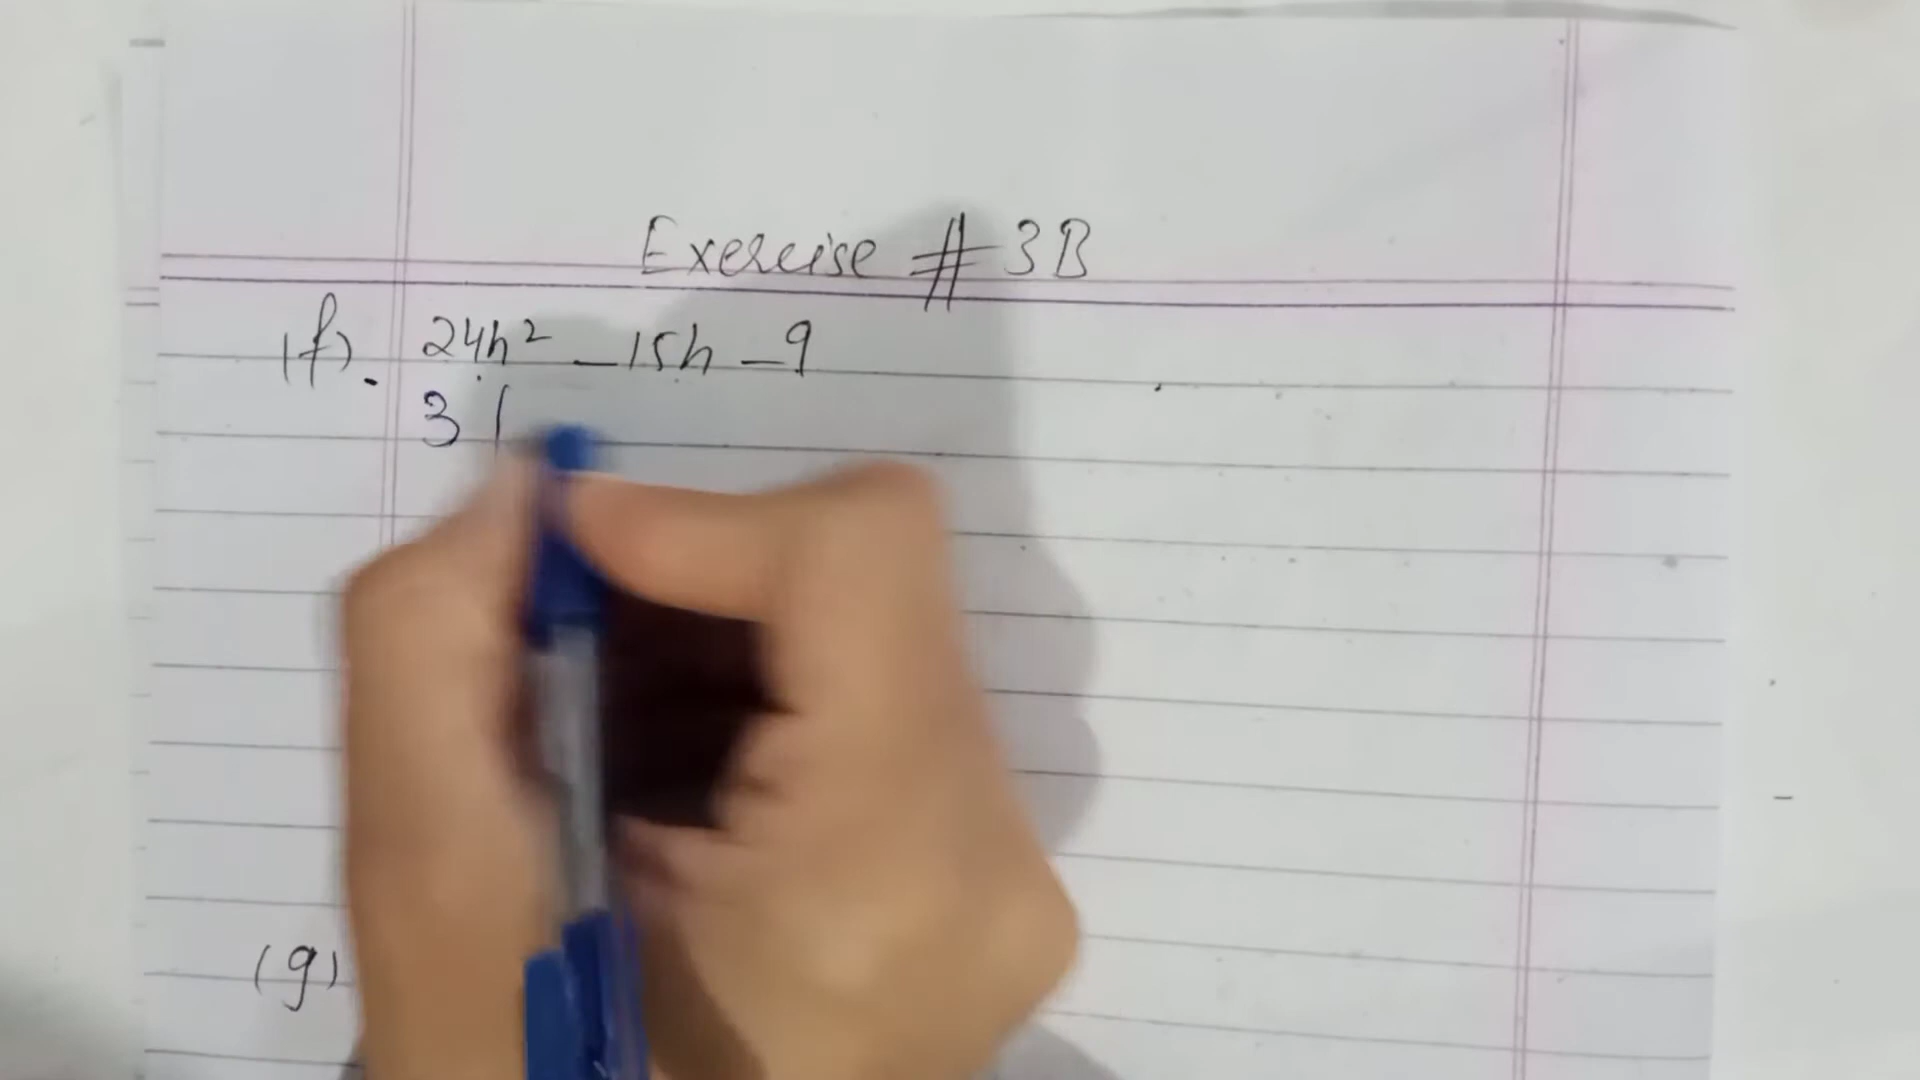 Exercise # 3B
(f). 24h² - 15h - 9
3 (
(g)